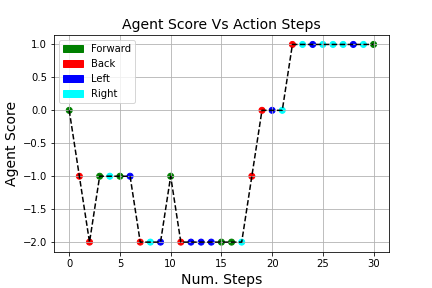 Agent Score Vs Action Steps
Agent Score
1.0
0.5
0.0
−0.5
−1.0
−1.5
−2.0
Forward
Back
Left
Right
0 5 10 15 20 25 30
Num. Steps